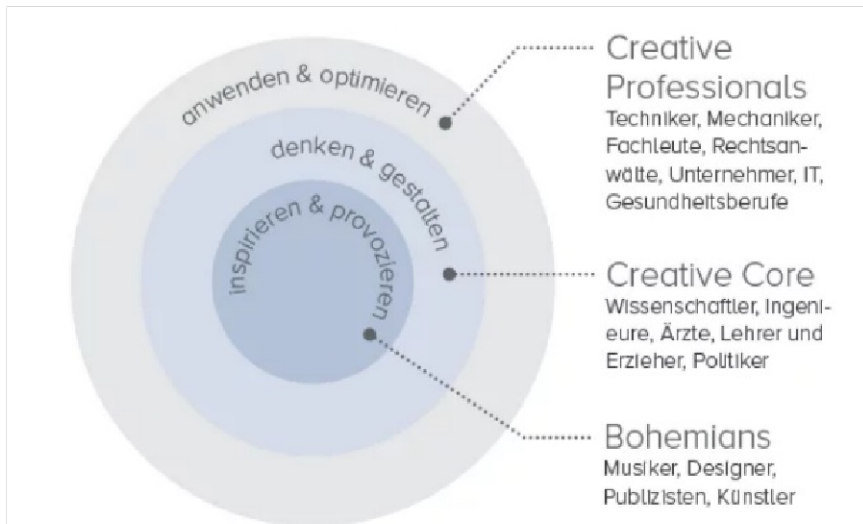 anwenden & optimieren
denken & gestalten
inspirieren & provozieren
Creative
Professionals
Techniker, Mechaniker,
Fachleute, Rechtsan-
wälte, Unternehmer, IT,
Gesundheitsberufe
Creative Core
Wissenschaftler, Ingeni-
eure, Ärzte, Lehrer und
Erzieher, Politiker
Bohemians
Musiker, Designer,
Publizisten, Künstler